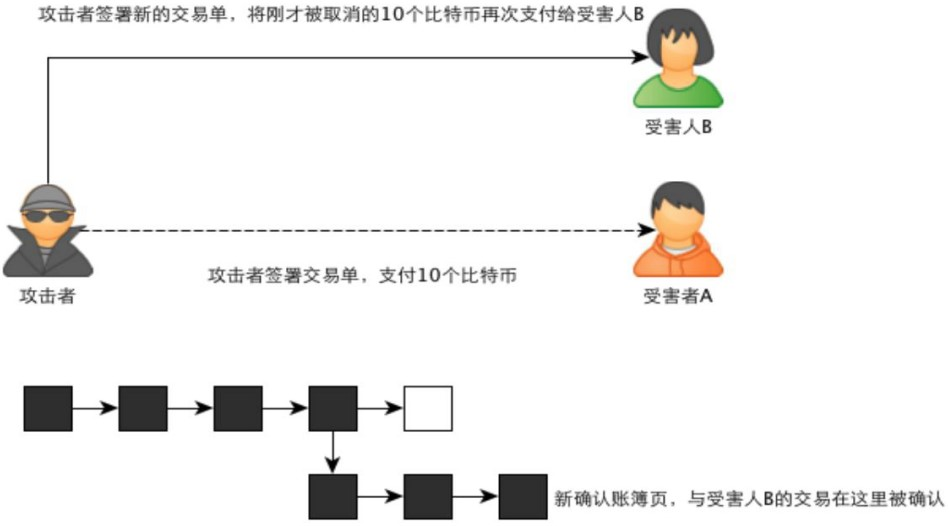 攻击者签署新的交易单，将刚才被取消的10个比特币再次支付给受害人B
受害人B
攻击者签署交易单，支付10个比特币
攻击者
受害者A
新确认账簿页，与受害人B的交易在这里被确认